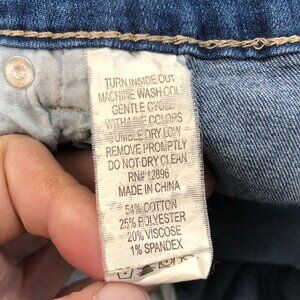 TURN INSIDE OUT
MACHINE WASH COLD
GENTLE CYCLE
WITH LIKE COLORS
TUMBLE DRY LOW
REMOVE PROMPTLY
DO NOT DRY CLEAN
RN# 12896
MADE IN CHINA
54% COTTON
25% POLYESTER
20% VISCOSE
1% SPANDEX